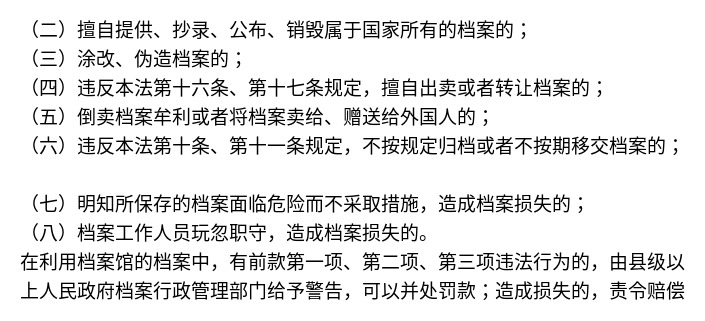 （二）擅自提供、抄录、公布、销毁属于国家所有的档案的；
（三）涂改、伪造档案的；
（四）违反本法第十六条、第十七条规定，擅自出卖或者转让档案的；
（五）倒卖档案牟利或者将档案卖给、赠送给外国人的；
（六）违反本法第十条、第十一条规定，不按规定归档或者不按期移交档案的；
（七）明知所保存的档案面临危险而不采取措施，造成档案损失的；
（八）档案工作人员玩忽职守，造成档案损失的。
在利用档案馆的档案中，有前款第一项、第二项、第三项违法行为的，由县级以
上人民政府档案行政管理部门给予警告，可以并处罚款；造成损失的，责令赔偿